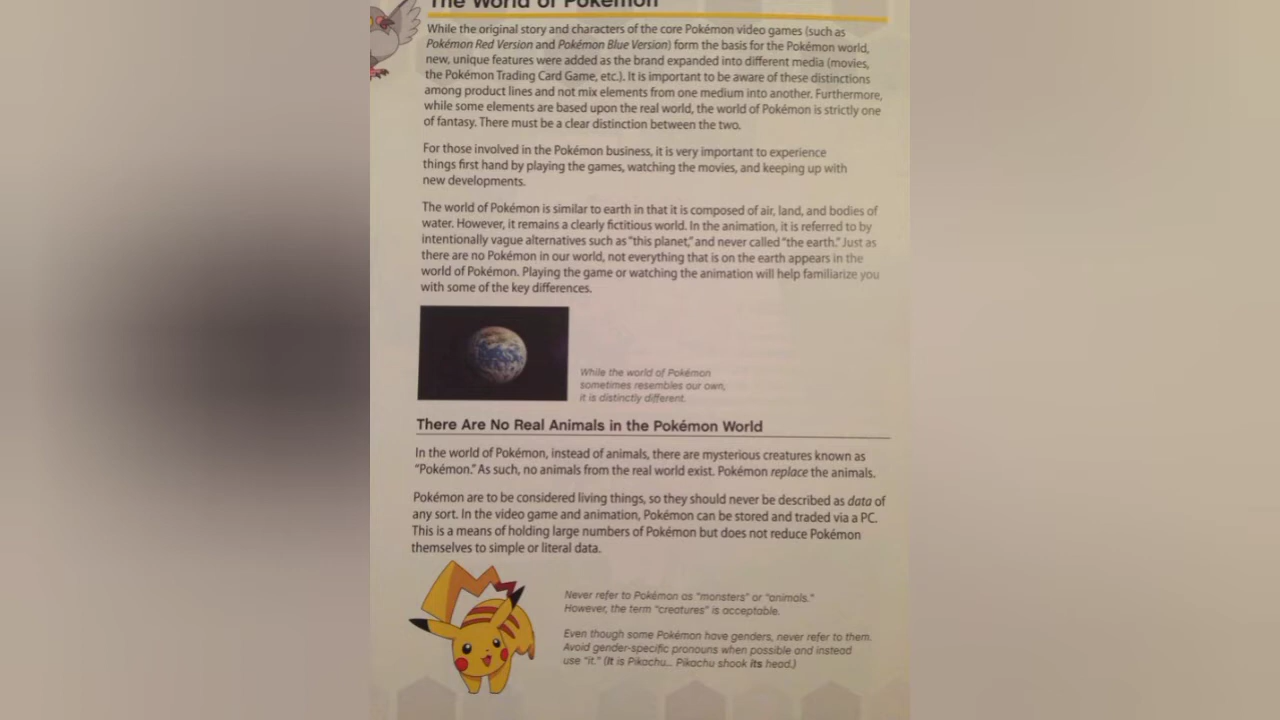 The World of Pokémon
While the original story and characters of the core Pokémon video games (such as
Pokémon Red Version and Pokémon Blue Version) form the basis for the Pokémon world,
new, unique features were added as the brand expanded into different media (movies,
the Pokémon Trading Card Game, etc.). It is important to be aware of these distinctions
among product lines and not mix elements from one medium into another. Furthermore,
while some elements are based upon the real world, the world of Pokémon is strictly one
of fantasy. There must be a clear distinction between the two.
For those involved in the Pokémon business, it is very important to experience
things first hand by playing the games, watching the movies, and keeping up with
new developments.
The world of Pokémon is similar to earth in that it is composed of air, land, and bodies of
water. However, it remains a clearly fictitious world. In the animation, it is referred to by
intentionally vague alternatives such as "this planet," and never called "the earth." Just as
there are no Pokémon in our world, not everything that is on the earth appears in the
world of Pokémon. Playing the game or watching the animation will help familiarize you
with some of the key differences.
While the world of Pokémon
sometimes resembles our own,
it is distinctly different.
There Are No Real Animals in the Pokémon World
In the world of Pokémon, instead of animals, there are mysterious creatures known as
"Pokémon." As such, no animals from the real world exist. Pokémon replace the animals.
Pokémon are to be considered living things, so they should never be described as data of
any sort. In the video game and animation, Pokémon can be stored and traded via a PC.
This is a means of holding large numbers of Pokémon but does not reduce Pokémon
themselves to simple or literal data.
Never refer to Pokémon as "monsters" or "animals."
However, the term "creatures" is acceptable.
Even though some Pokémon have genders, never refer to them.
Avoid gender-specific pronouns when possible and instead
use "it." (It is Pikachu... Pikachu shook its head.)